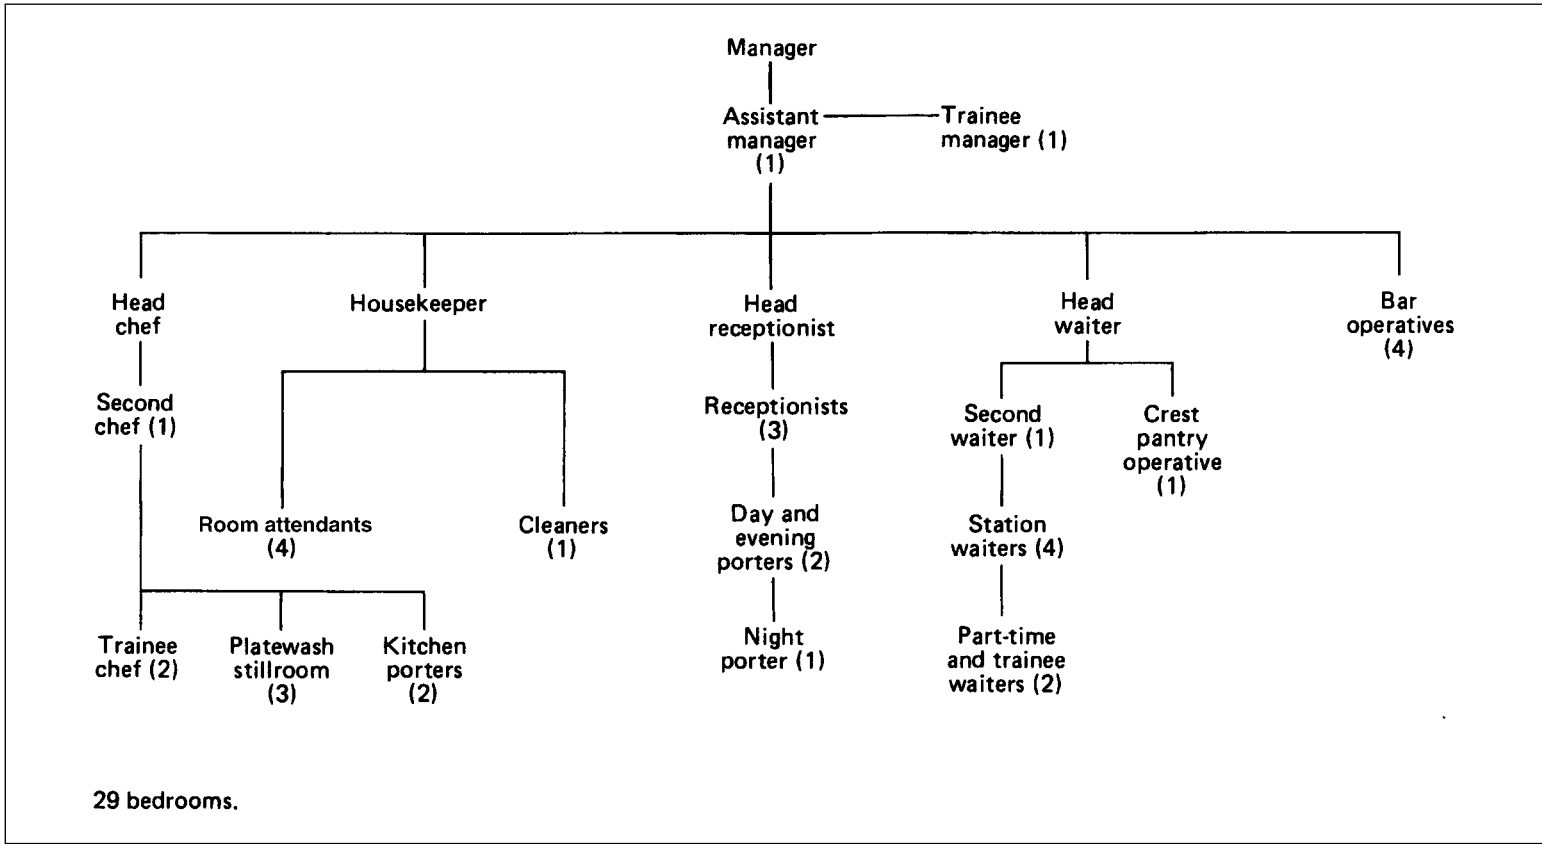 Manager
Assistant
manager
(1)
Trainee
manager (1)
Head
chef
Housekeeper
Head
receptionist
Head
waiter
Bar
operatives
(4)
Second
chef (1)
Receptionists
(3)
Second
waiter (1)
Crest
pantry
operative
(1)
Room attendants
(4)
Cleaners
(1)
Day and
evening
porters (2)
Station
waiters (4)
Trainee
chef (2)
Platewash
stillroom
(3)
Kitchen
porters
(2)
Night
porter (1)
Part-time
and trainee
waiters (2)
29 bedrooms.